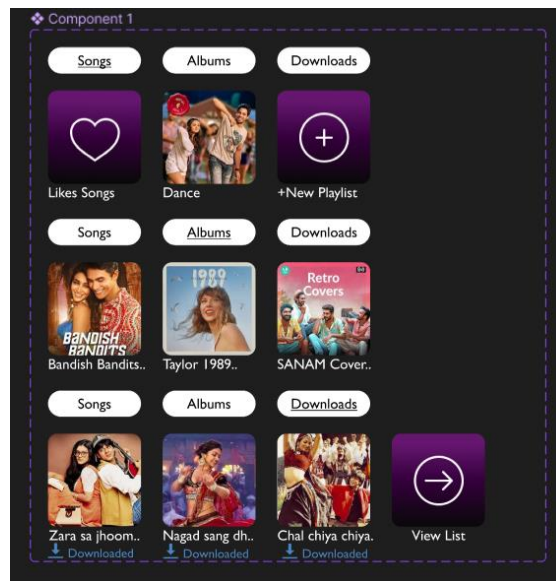 Component 1
Songs Albums Downloads
Likes Songs Dance +New Playlist
Songs Albums Downloads
BANDISH
BANDITS
1989
Retro
Covers
Bandish Bandits.. Taylor 1989.. SANAM Cover..
Songs Albums Downloads
Zara sa jhoom.. Nagad sang dh.. Chal chiya chiya. View List
Downloaded Downloaded Downloaded